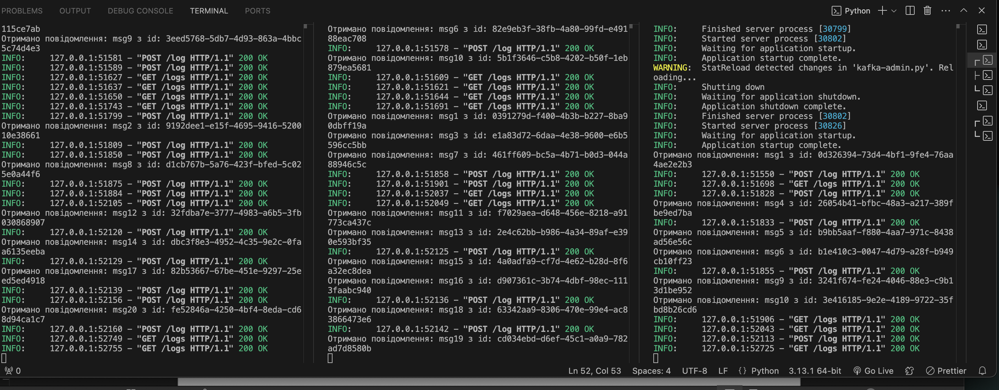 PROBLEMS OUTPUT DEBUG CONSOLE TERMINAL PORTS Python
115ce7ab
Отримано повідомлення: msg9 з id: 3eed5768-5db7-4d93-863a-4bbc
5c74d4e3
INFO: 127.0.0.1:51581 - "POST /log HTTP/1.1" 200 OK
INFO: 127.0.0.1:51589 - "POST /log HTTP/1.1" 200 OK
INFO: 127.0.0.1:51627 - "GET /logs HTTP/1.1" 200 OK
INFO: 127.0.0.1:51637 - "GET /logs HTTP/1.1" 200 OK
INFO: 127.0.0.1:51650 - "GET /logs HTTP/1.1" 200 OK
INFO: 127.0.0.1:51743 - "GET /logs HTTP/1.1" 200 OK
INFO: 127.0.0.1:51799 - "POST /log HTTP/1.1" 200 OK
Отримано повідомлення: msg2 з id: 9192dee1-e15f-4695-9416-5200
10e38661
INFO: 127.0.0.1:51809 - "POST /log HTTP/1.1" 200 OK
INFO: 127.0.0.1:51850 - "POST /log HTTP/1.1" 200 OK
Отримано повідомлення: msg8 з id: d1cb767b-5a76-423f-bfed-5c02
5e0a44f6
INFO: 127.0.0.1:51875 - "POST /log HTTP/1.1" 200 OK
INFO: 127.0.0.1:51884 - "POST /log HTTP/1.1" 200 OK
INFO: 127.0.0.1:52105 - "POST /log HTTP/1.1" 200 OK
Отримано повідомлення: msg12 з id: 32fdba7e-3777-4983-a6b5-3fb
030868907
INFO: 127.0.0.1:52120 - "POST /log HTTP/1.1" 200 OK
Отримано повідомлення: msg14 з id: dbc3f8e3-4952-4c35-9e2c-0fa
a6135eeba
INFO: 127.0.0.1:52129 - "POST /log HTTP/1.1" 200 OK
Отримано повідомлення: msg17 з id: 82b53667-67be-451e-9297-25e
ed5ed4918
INFO: 127.0.0.1:52139 - "POST /log HTTP/1.1" 200 OK
INFO: 127.0.0.1:52156 - "POST /log HTTP/1.1" 200 OK
Отримано повідомлення: msg20 з id: fe52846a-4250-4bf4-8eda-cd6
8d94ca1c7
INFO: 127.0.0.1:52160 - "POST /log HTTP/1.1" 200 OK
INFO: 127.0.0.1:52749 - "GET /logs HTTP/1.1" 200 OK
INFO: 127.0.0.1:52755 - "GET /logs HTTP/1.1" 200 OK
Отримано повідомлення: msg6 з id: 82e9eb3f-38fb-4a80-99fd-e491
88eac708
INFO: 127.0.0.1:51578 - "POST /log HTTP/1.1" 200 OK
Отримано повідомлення: msg10 з id: 5b1f3646-c5b8-4202-b50f-1eb
879ea5681
INFO: 127.0.0.1:51609 - "GET /logs HTTP/1.1" 200 OK
INFO: 127.0.0.1:51621 - "GET /logs HTTP/1.1" 200 OK
INFO: 127.0.0.1:51644 - "GET /logs HTTP/1.1" 200 OK
INFO: 127.0.0.1:51691 - "GET /logs HTTP/1.1" 200 OK
Отримано повідомлення: msg1 з id: 0391279d-f400-4b3b-b227-8ba9
0dbff19a
Отримано повідомлення: msg3 з id: e1a83d72-6daa-4e38-9600-e6b5
596cc5bb
Отримано повідомлення: msg7 з id: 461ff609-bc5a-4b71-b0d3-044a
88946c5c
INFO: 127.0.0.1:51858 - "POST /log HTTP/1.1" 200 OK
INFO: 127.0.0.1:51901 - "POST /log HTTP/1.1" 200 OK
INFO: 127.0.0.1:52037 - "GET /logs HTTP/1.1" 200 OK
INFO: 127.0.0.1:52049 - "GET /logs HTTP/1.1" 200 OK
Отримано повідомлення: msg11 з id: f7029aea-d648-456e-8218-a91
773ca437c
Отримано повідомлення: msg13 з id: 2e4c62bb-b986-4a34-89af-e39
0e593bf35
INFO: 127.0.0.1:52125 - "POST /log HTTP/1.1" 200 OK
Отримано повідомлення: msg15 з id: 4a0adfa9-cf7d-4e62-b28d-8f6
a32ec8dea
Отримано повідомлення: msg16 з id: d907361c-3b74-4dbf-98ec-111
3faabc940
INFO: 127.0.0.1:52136 - "POST /log HTTP/1.1" 200 OK
Отримано повідомлення: msg18 з id: 63342aa9-8306-470e-99e4-ac8
3866473e6
INFO: 127.0.0.1:52142 - "POST /log HTTP/1.1" 200 OK
Отримано повідомлення: msg19 з id: cd034ebd-d6ef-45c1-a0a9-782
ad7d8580b
INFO: Finished server process [30799]
INFO: Started server process [30802]
INFO: Waiting for application startup.
INFO: Application startup complete.
WARNING: StatReload detected changes in 'kafka-admin.py'. Rel
oading...
INFO: Shutting down
INFO: Waiting for application shutdown.
INFO: Application shutdown complete.
INFO: Finished server process [30802]
INFO: Started server process [30826]
INFO: Waiting for application startup.
INFO: Application startup complete.
Отримано повідомлення: msg1 з id: 0d326394-73d4-4bf1-9fe4-76aa
4ae2e2b3
INFO: 127.0.0.1:51550 - "POST /log HTTP/1.1" 200 OK
INFO: 127.0.0.1:51698 - "GET /logs HTTP/1.1" 200 OK
INFO: 127.0.0.1:51828 - "POST /log HTTP/1.1" 200 OK
Отримано повідомлення: msg4 з id: 26054b41-bfbc-48a3-a217-389f
be9ed7ba
INFO: 127.0.0.1:51833 - "POST /log HTTP/1.1" 200 OK
Отримано повідомлення: msg5 з id: b9bb5aaf-f880-4aa7-971c-8438
ad56e56c
Отримано повідомлення: msg6 з id: b1e410c3-0047-4d79-a28f-b949
cb10ff23
INFO: 127.0.0.1:51855 - "POST /log HTTP/1.1" 200 OK
Отримано повідомлення: msg9 з id: 3241f674-fe24-4046-88e3-c9b1
3d1be952
Отримано повідомлення: msg10 з id: 3e416185-9e2e-4189-9722-35f
bd8b26cd6
INFO: 127.0.0.1:51906 - "GET /logs HTTP/1.1" 200 OK
INFO: 127.0.0.1:52043 - "GET /logs HTTP/1.1" 200 OK
INFO: 127.0.0.1:52113 - "POST /log HTTP/1.1" 200 OK
INFO: 127.0.0.1:52725 - "GET /logs HTTP/1.1" 200 OK
0 Ln 52, Col 53 Spaces: 4 UTF-8 LF {} Python 3.13.1 64-bit Go Live Prettier